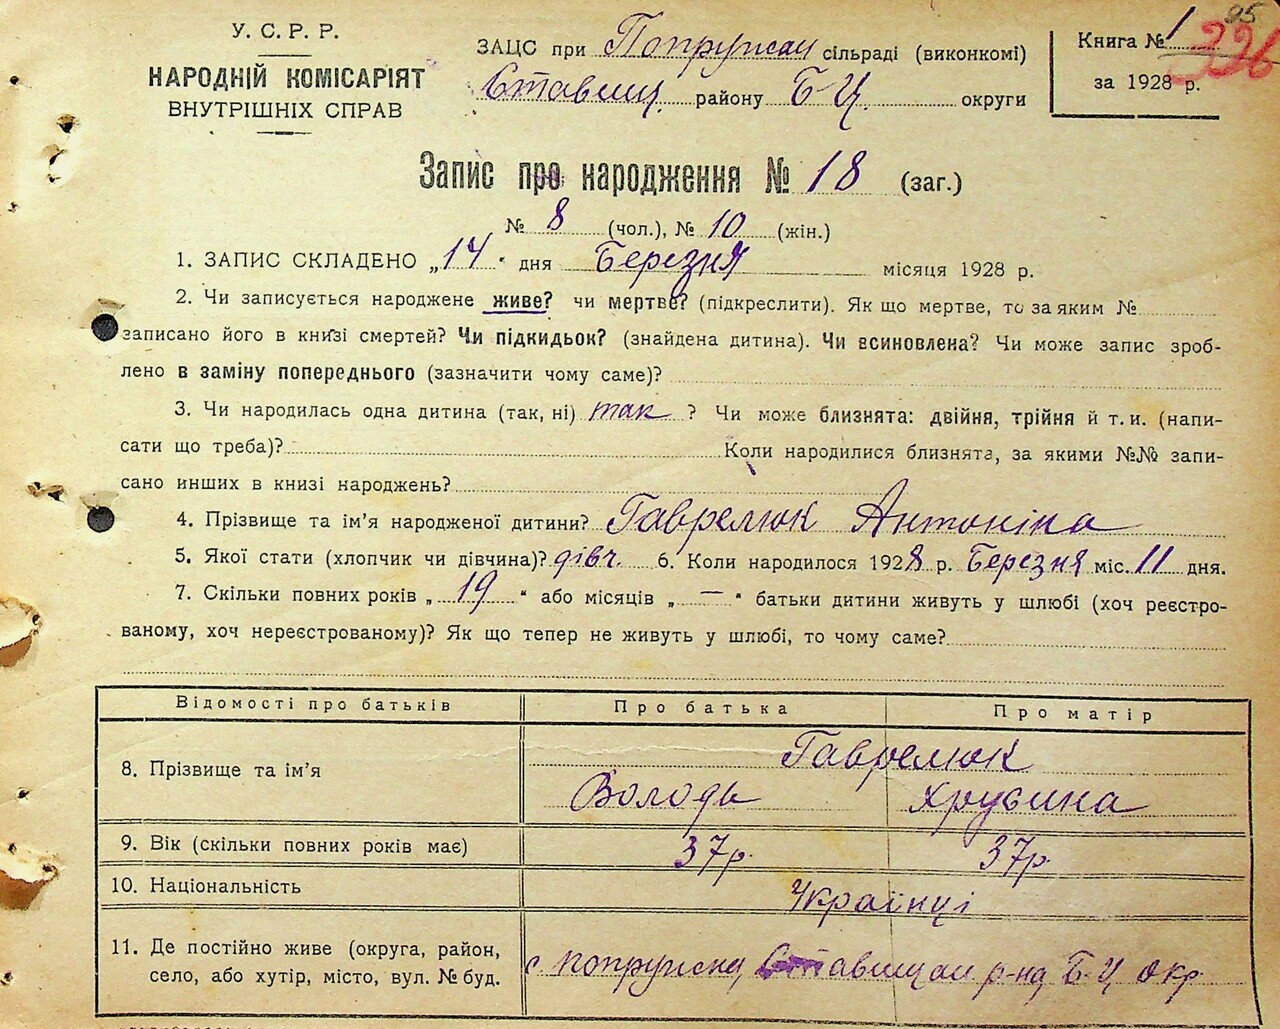 У. С. Р. Р.
НАРОДНІЙ КОМІСАРІЯТ
ВНУТРІШНІХ СПРАВ
ЗАЦС при Попружан сільраді (виконкомі)
Ставищ. району Б-Ц. округи
Книга № 1
226
за 1928 р.
Запис про народження № 18 (заг.)
№ 8 (чол.), № 10 (жін.)
1. ЗАПИС СКЛАДЕНО „14" дня Березня місяця 1928 р.
2. Чи записується народжене живе? чи мертве? (підкреслити). Як що мертве, то за яким №
записано його в книзі смертей? Чи підкидьок? (знайдена дитина). Чи всиновлена? Чи може запис зроб-
лено в заміну попереднього (зазначити чому саме)?
3. Чи народилась одна дитина (так, ні) так ? Чи може близнята: двійня, трійня й т. и. (напи-
сати що треба)? Коли народилися близнята, за якими №№ запи-
сано инших в книзі народжень?
4. Прізвище та ім'я народженої дитини? Гаврелюк Антоніна
5. Якої стати (хлопчик чи дівчина)? дівч. 6. Коли народилось 1928 р. Березня міс. 11 дня.
7. Скільки повних років „19" або місяців „—" батьки дитини живуть у шлюбі (хоч реєстро-
ваному, хоч нереєстрованому)? Як що тепер не живуть у шлюбі, то чому саме?
Відомості про батьків Про батька Про матір
Гаврелюк
8. Прізвище та ім'я
Володь Хрусина
9. Вік (скільки повних років має) 37р. 37р.
10. Національність Українці
11. Де постійно живе (округа, район,
село, або хутір, місто, вул. № буд.
с. попружна Ставищан р-на Б-Ц окр